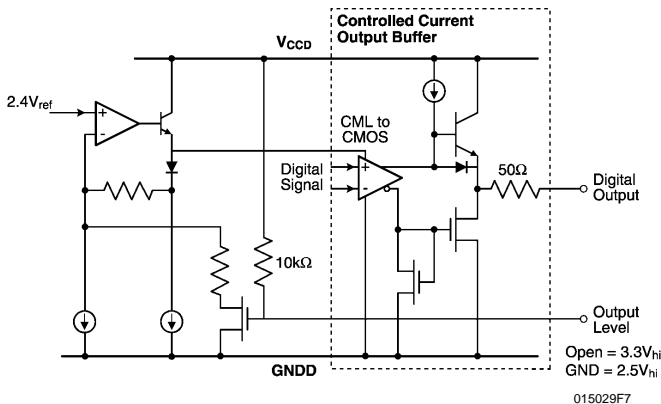 Controlled Current
Output Buffer
VCCD
2.4Vref
+
-
CML to
CMOS
Digital
Signal
+
-
50Ω
Digital
Output
10kΩ
Output
Level
GNDD
Open = 3.3Vhi
GND = 2.5Vhi
015029F7